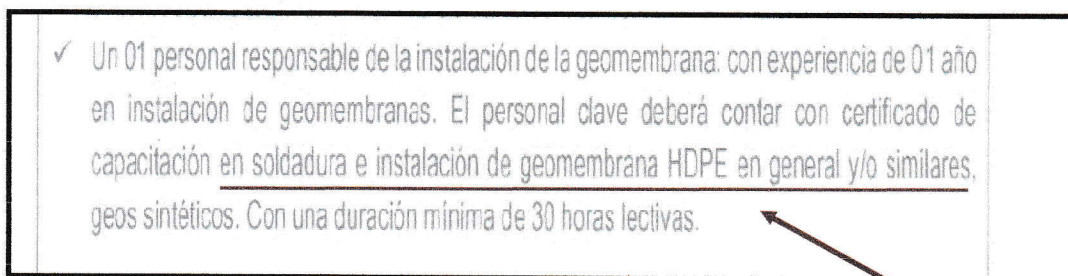 ✓ Un 01 personal responsable de la instalación de la geomembrana: con experiencia de 01 año
en instalación de geomembranas. El personal clave deberá contar con certificado de
capacitación en soldadura e instalación de geomembrana HDPE en general y/o similares,
geos sintéticos. Con una duración mínima de 30 horas lectivas.